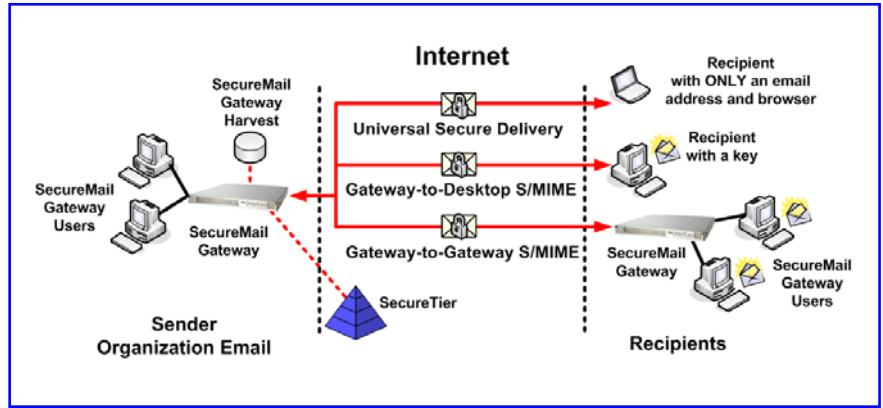 Internet
SecureMail
Gateway
Harvest
SecureMail
Gateway
Users
SecureMail
Gateway
Sender
Organization Email
Universal Secure Delivery
Gateway-to-Desktop S/MIME
Gateway-to-Gateway S/MIME
SecureTier
Recipient
with ONLY an email
address and browser
Recipient
with a key
SecureMail
Gateway
SecureMail
Gateway
Users
Recipients